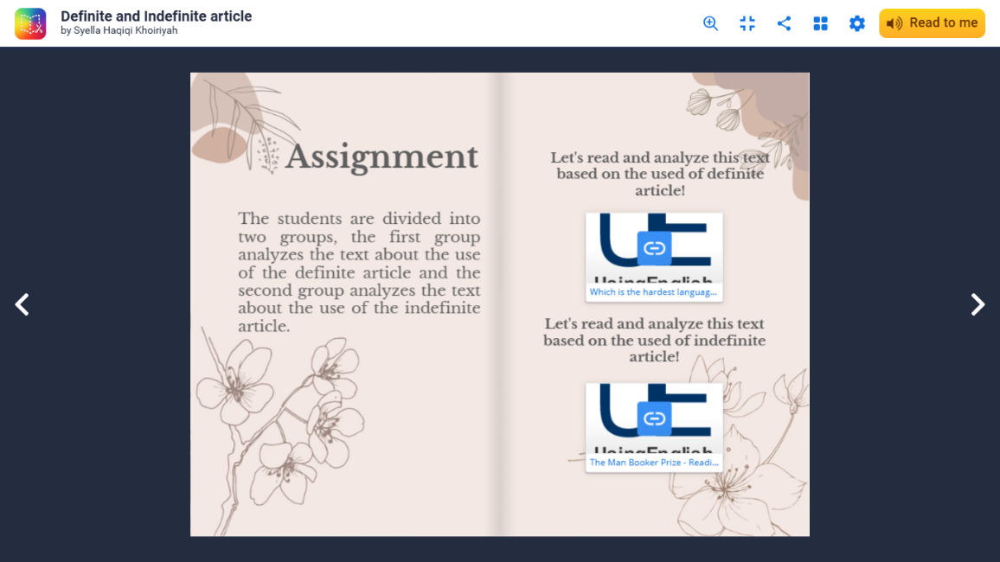 Definite and Indefinite article
by Syella Haqiqi Khoiriyah
Read to me
Assignment
The students are divided into
two groups, the first group
analyzes the text about the use
of the definite article and the
second group analyzes the text
about the use of the indefinite
article.
Let's read and analyze this text
based on the used of definite
article!
UE
UsingEnglish
Which is the hardest languag...
Let's read and analyze this text
based on the used of indefinite
article!
UE
UsingEnglish
The Man Booker Prize - Readi...